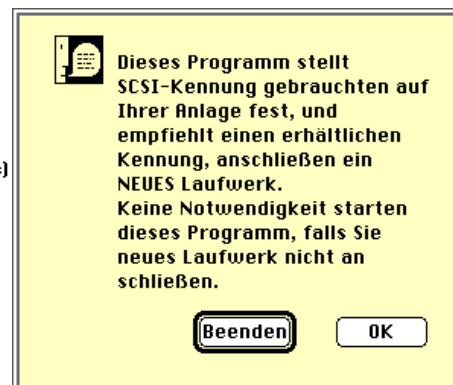 Dieses Programm stellt
SCSI-Kennung gebrauchten auf
Ihrer Anlage fest, und
empfiehlt einen erhältlichen
Kennung, anschließen ein
NEUES Laufwerk.
Keine Notwendigkeit starten
dieses Programm, falls Sie
neues Laufwerk nicht an
schließen.
Beenden OK